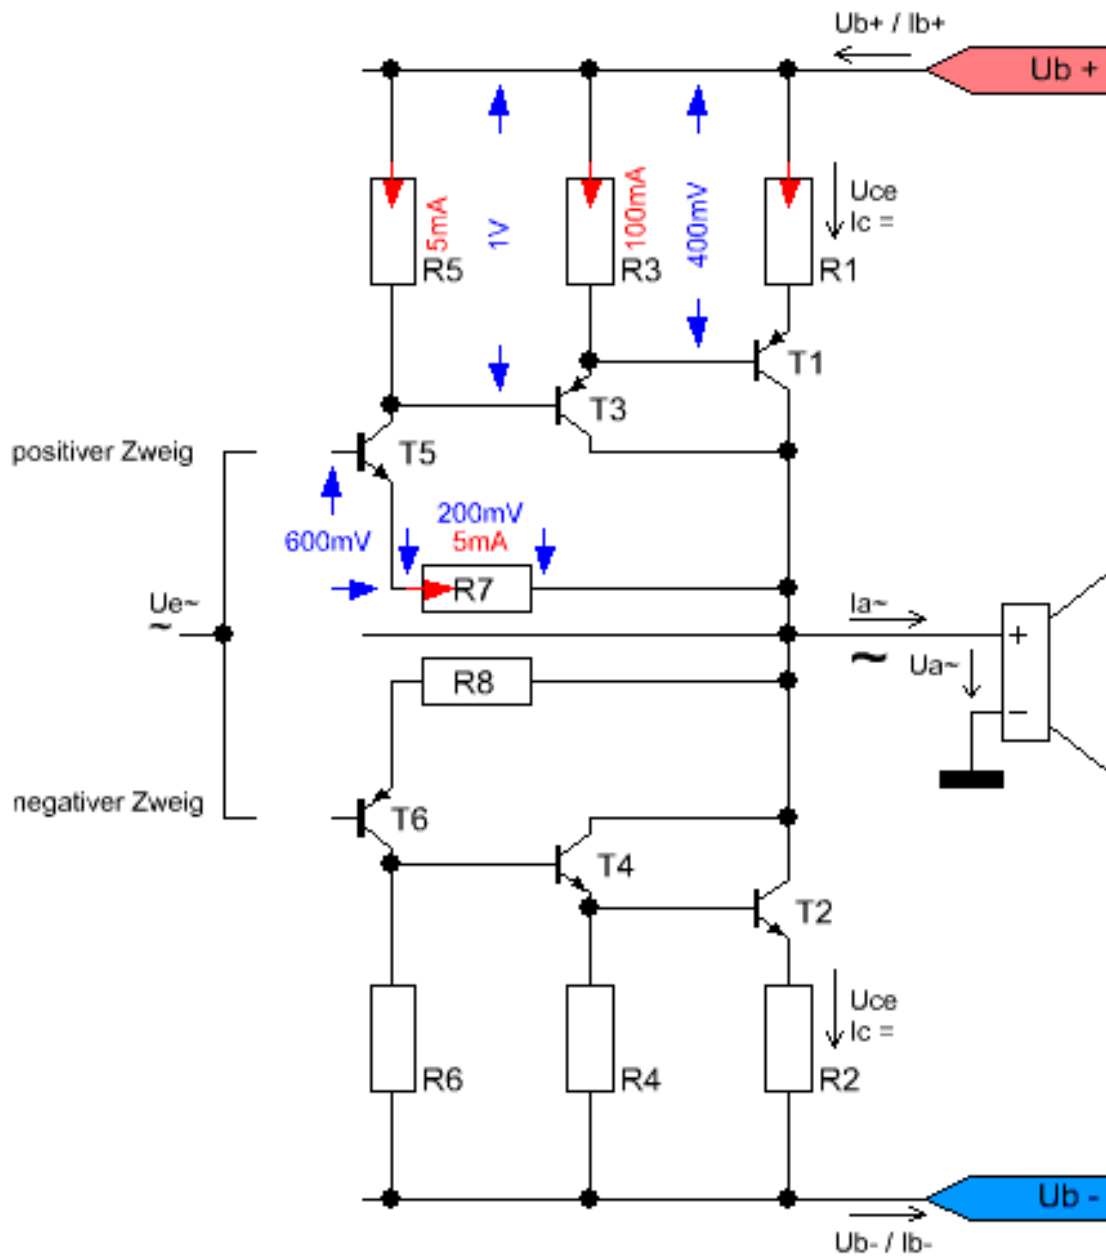 Ub+ / Ib+
Ub +
5mA
1V
100mA
400mV
Uce
Ic =
R5
R3
R1
T1
T3
positiver Zweig
T5
200mV
600mV
5mA
R7
Ue~
~
Ia~
~
Ua~
+
−
R8
negativer Zweig
T6
T4
T2
Uce
Ic =
R6
R4
R2
Ub -
Ub- / Ib-